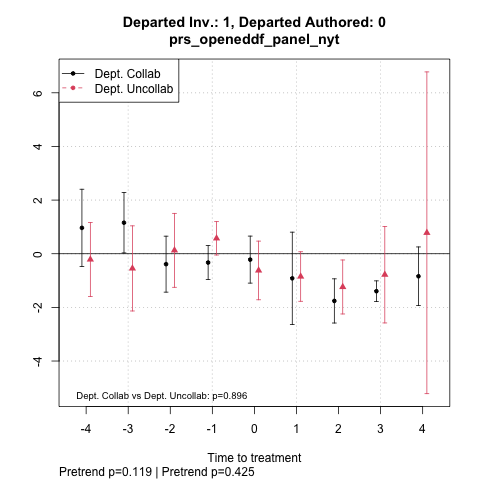 Departed Inv.: 1, Departed Authored: 0
prs_openeddf_panel_nyt
Dept. Collab
Dept. Uncollab
6
4
2
0
-2
-4
Dept. Collab vs Dept. Uncollab: p=0.896
-4 -3 -2 -1 0 1 2 3 4
Time to treatment
Pretrend p=0.119 | Pretrend p=0.425